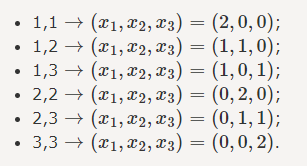 • 1,1 → (x₁, x₂, x₃) = (2, 0, 0);
• 1,2 → (x₁, x₂, x₃) = (1, 1, 0);
• 1,3 → (x₁, x₂, x₃) = (1, 0, 1);
• 2,2 → (x₁, x₂, x₃) = (0, 2, 0);
• 2,3 → (x₁, x₂, x₃) = (0, 1, 1);
• 3,3 → (x₁, x₂, x₃) = (0, 0, 2).